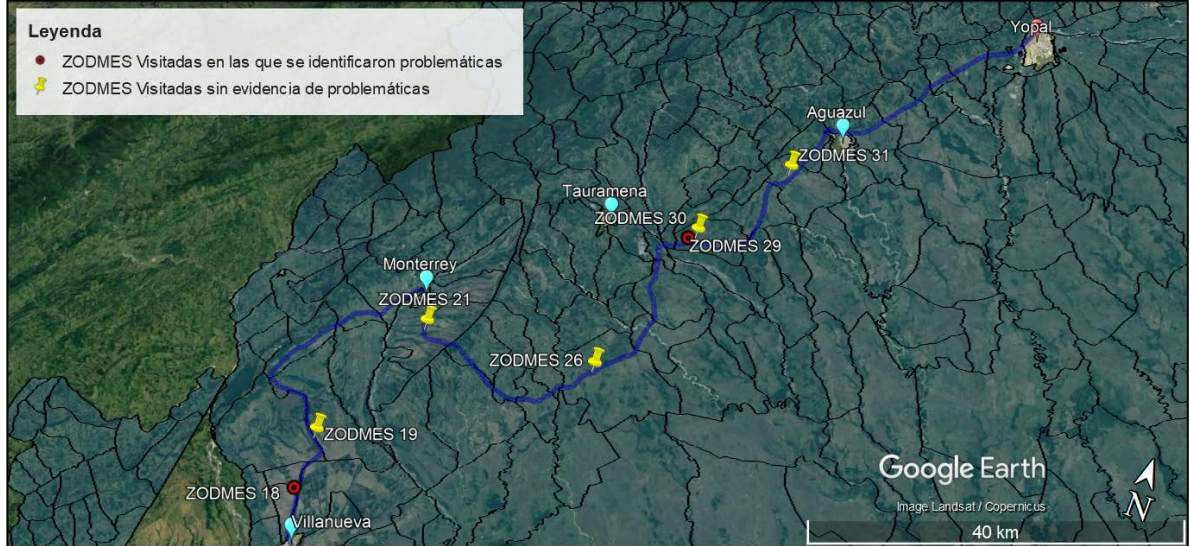 Leyenda
ZODMES Visitadas en las que se identificaron problemáticas
ZODMES Visitadas sin evidencia de problemáticas
Yopal
Aguazul
ZODMES 31
Tauramena
ZODMES 30
ZODMES 29
Monterrey
ZODMES 21
ZODMES 26
ZODMES 19
ZODMES 18
Villanueva
Google Earth
Image Landsat / Copernicus
N
40 km